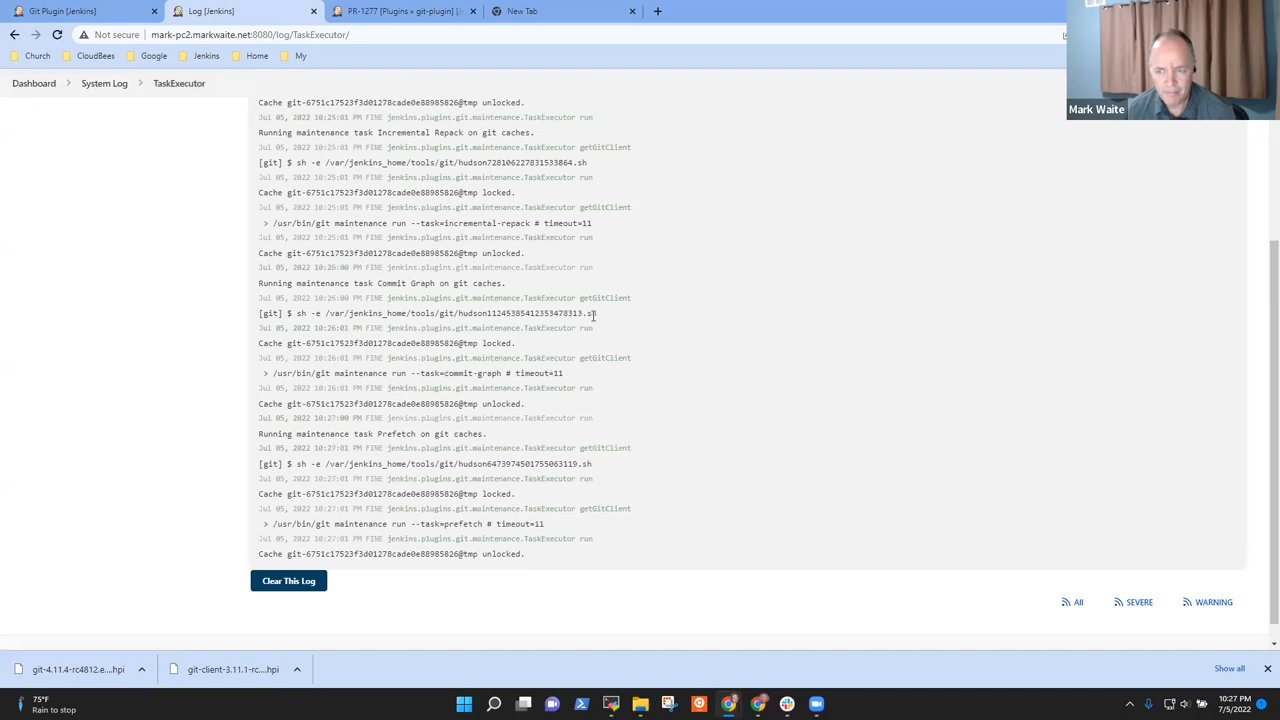 Git Plugin [Jenkins]
Log [Jenkins]
PR-1277 [Plugins » git-plugin] [
New Tab
Not secure mark-pc2.markwaite.net:8080/log/TaskExecutor/
Church CloudBees Google Jenkins Home My
Mark Waite
Dashboard System Log TaskExecutor
Cache git-6751c17523f3d01278cade0e88985826@tmp unlocked.
Jul 05, 2022 10:25:01 PM FINE jenkins.plugins.git.maintenance.TaskExecutor run
Running maintenance task Incremental Repack on git caches.
Jul 05, 2022 10:25:01 PM FINE jenkins.plugins.git.maintenance.TaskExecutor getGitClient
[git] $ sh -e /var/jenkins_home/tools/git/hudson728106227831533864.sh
Jul 05, 2022 10:25:01 PM FINE jenkins.plugins.git.maintenance.TaskExecutor run
Cache git-6751c17523f3d01278cade0e88985826@tmp locked.
Jul 05, 2022 10:25:01 PM FINE jenkins.plugins.git.maintenance.TaskExecutor getGitClient
> /usr/bin/git maintenance run --task=incremental-repack # timeout=11
Jul 05, 2022 10:25:01 PM FINE jenkins.plugins.git.maintenance.TaskExecutor run
Cache git-6751c17523f3d01278cade0e88985826@tmp unlocked.
Jul 05, 2022 10:26:00 PM FINE jenkins.plugins.git.maintenance.TaskExecutor run
Running maintenance task Commit Graph on git caches.
Jul 05, 2022 10:26:00 PM FINE jenkins.plugins.git.maintenance.TaskExecutor getGitClient
[git] $ sh -e /var/jenkins_home/tools/git/hudson11245385412353478313.sh
Jul 05, 2022 10:26:01 PM FINE jenkins.plugins.git.maintenance.TaskExecutor run
Cache git-6751c17523f3d01278cade0e88985826@tmp locked.
Jul 05, 2022 10:26:01 PM FINE jenkins.plugins.git.maintenance.TaskExecutor getGitClient
> /usr/bin/git maintenance run --task=commit-graph # timeout=11
Jul 05, 2022 10:26:01 PM FINE jenkins.plugins.git.maintenance.TaskExecutor run
Cache git-6751c17523f3d01278cade0e88985826@tmp unlocked.
Jul 05, 2022 10:27:00 PM FINE jenkins.plugins.git.maintenance.TaskExecutor run
Running maintenance task Prefetch on git caches.
Jul 05, 2022 10:27:01 PM FINE jenkins.plugins.git.maintenance.TaskExecutor getGitClient
[git] $ sh -e /var/jenkins_home/tools/git/hudson6473974501755063119.sh
Jul 05, 2022 10:27:01 PM FINE jenkins.plugins.git.maintenance.TaskExecutor run
Cache git-6751c17523f3d01278cade0e88985826@tmp locked.
Jul 05, 2022 10:27:01 PM FINE jenkins.plugins.git.maintenance.TaskExecutor getGitClient
> /usr/bin/git maintenance run --task=prefetch # timeout=11
Jul 05, 2022 10:27:01 PM FINE jenkins.plugins.git.maintenance.TaskExecutor run
Cache git-6751c17523f3d01278cade0e88985826@tmp unlocked.
Clear This Log
All SEVERE WARNING
git-4.11.4-rc4812.e....hpi
git-client-3.11.1-rc....hpi
Show all
75°F
Rain to stop
10:27 PM
7/5/2022